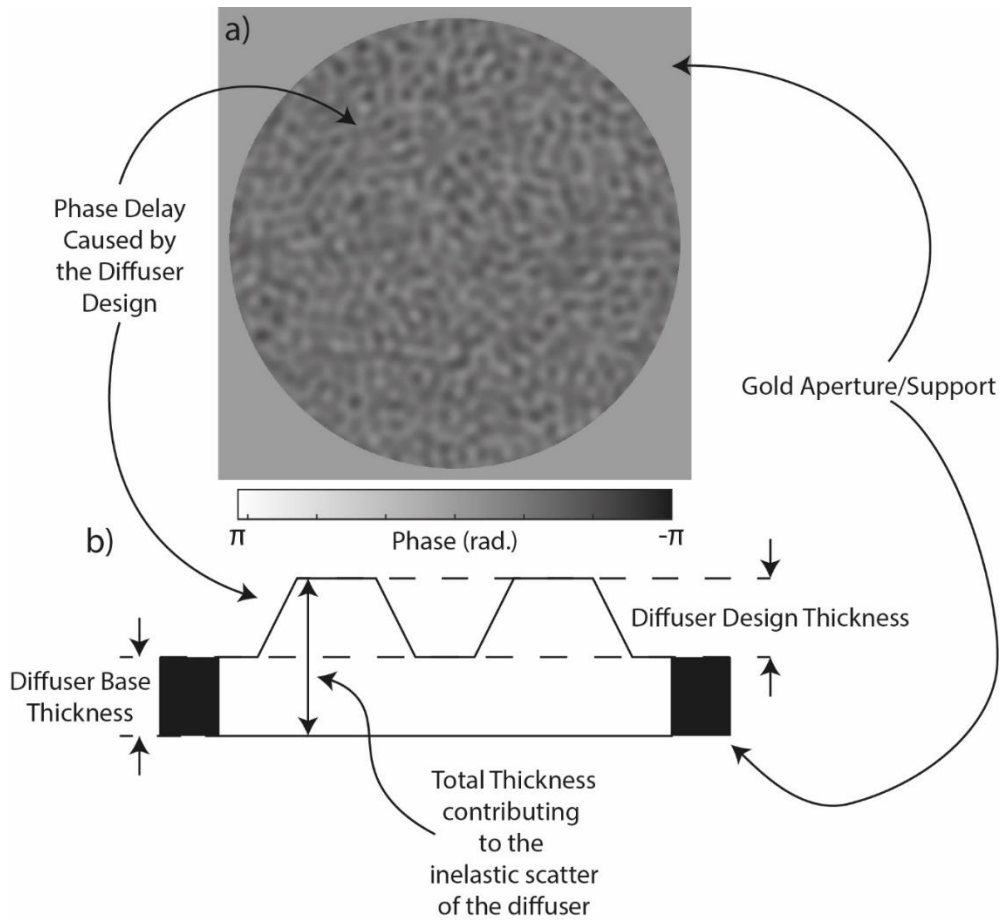 a)
Phase Delay
Caused by
the Diffuser
Design
Gold Aperture/Support
π
Phase (rad.)
-π
b)
Diffuser Design Thickness
Diffuser Base
Thickness
Total Thickness
contributing
to the
inelastic scatter
of the diffuser